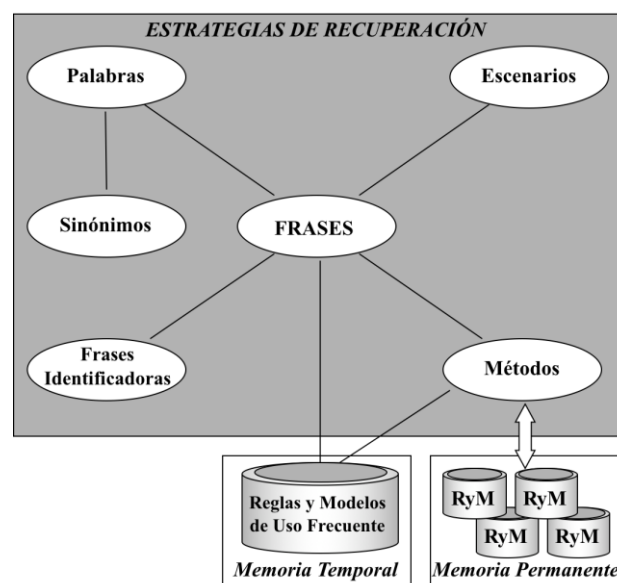 ESTRATEGIAS DE RECUPERACIÓN
Palabras
Escenarios
Sinónimos
FRASES
Frases
Identificadoras
Métodos
Reglas y Modelos
de Uso Frecuente
RyM
RyM
RyM
RyM
Memoria Temporal
Memoria Permanente